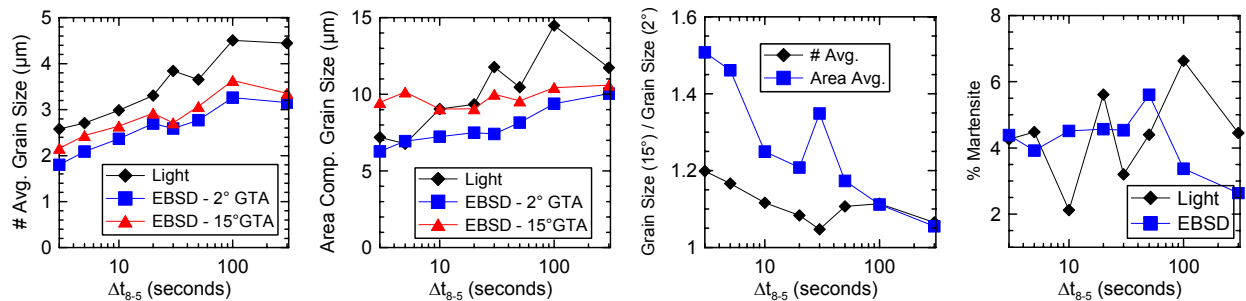 # Avg. Grain Size (µm)
5
4
3
2
1
0
Light
EBSD - 2° GTA
EBSD - 15°GTA
10
100
Δt8-5 (seconds)
Area Comp. Grain Size (µm)
15
10
5
0
Light
EBSD - 2° GTA
EBSD - 15°GTA
10
100
Δt8-5 (seconds)
Grain Size (15°) / Grain Size (2°)
1.6
1.4
1.2
1
# Avg.
Area Avg.
10
100
Δt8-5 (seconds)
% Martensite
8
6
4
2
Light
EBSD
10
100
Δt8-5 (seconds)